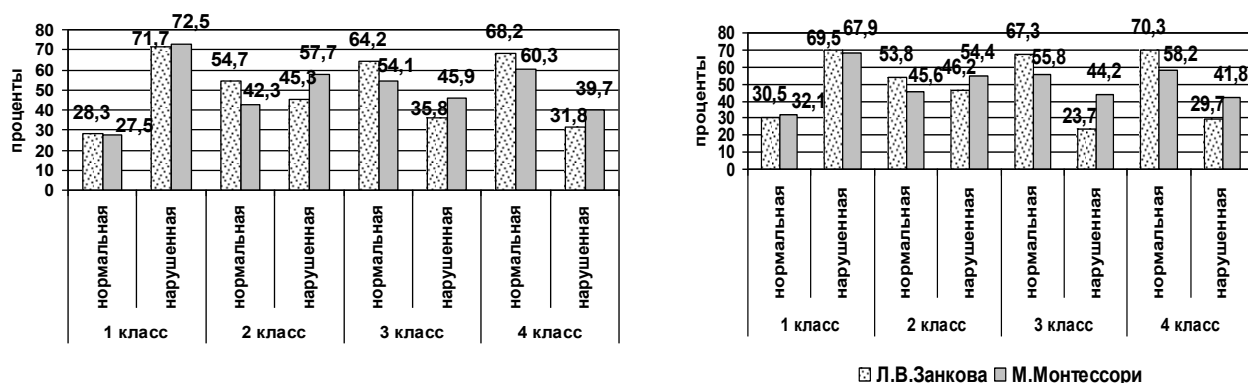 проценты
80
70
60
50
40
30
20
10
0
28,3
27,5
71,7
72,5
54,7
42,3
45,3
57,7
64,2
54,1
35,8
45,9
68,2
60,3
31,8
39,7
нормальная
нарушенная
нормальная
нарушенная
нормальная
нарушенная
нормальная
нарушенная
1 класс
2 класс
3 класс
4 класс
проценты
80
70
60
50
40
30
20
10
0
30,5
32,1
69,5
67,9
53,8
45,6
46,2
54,4
67,3
55,8
23,7
44,2
70,3
58,2
29,7
41,8
нормальная
нарушенная
нормальная
нарушенная
нормальная
нарушенная
нормальная
нарушенная
1 класс
2 класс
3 класс
4 класс
Л.В.Занкова
М.Монтессори